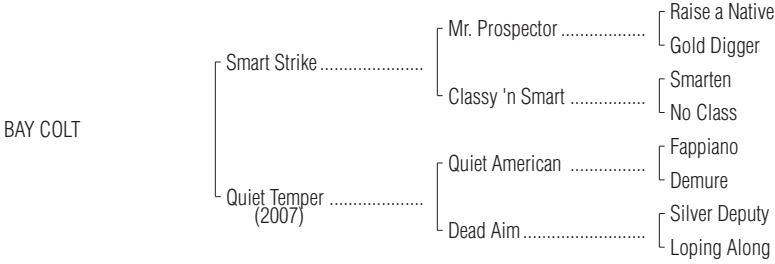 Raise a Native
Mr. Prospector ..................
Gold Digger
Smart Strike ......................
Smarten
Classy 'n Smart ................
No Class
BAY COLT
Fappiano
Quiet American ................
Demure
Quiet Temper ....................
(2007)
Silver Deputy
Dead Aim ..........................
Loping Along